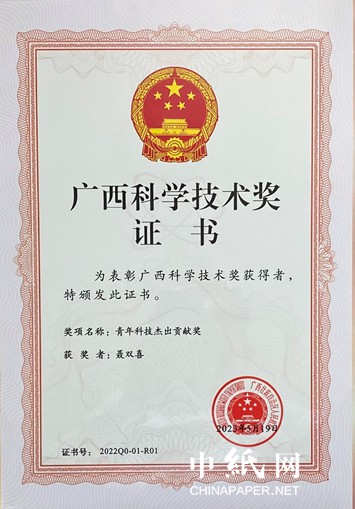 广西科学技术奖
证 书
为表彰广西科学技术奖获得者，
特颁发此证书。
奖项名称：青年科技杰出贡献奖
获 奖 者：聂双喜
2023年5月19日
证书号：2022Q0-01-R01
中紙网
CHINAPAPER.NET